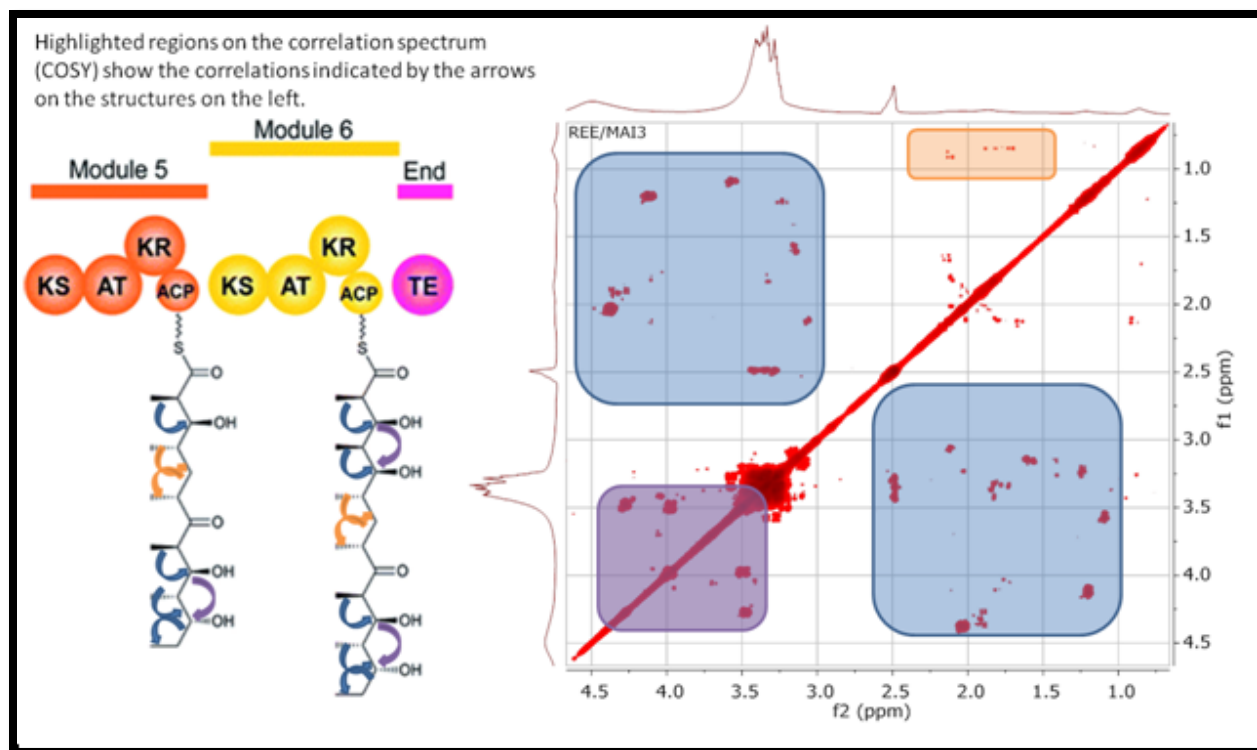 Highlighted regions on the correlation spectrum
(COSY) show the correlations indicated by the arrows
on the structures on the left.
Module 6
Module 5
End
KR
KR
KS
AT
ACP
KS
AT
ACP
TE
S
S
O
O
OH
OH
OH
O
OH
O
OH
OH
OH
REE/MAI3
1.0
1.5
2.0
2.5
3.0
3.5
4.0
4.5
f1 (ppm)
4.5
4.0
3.5
3.0
2.5
2.0
1.5
1.0
f2 (ppm)